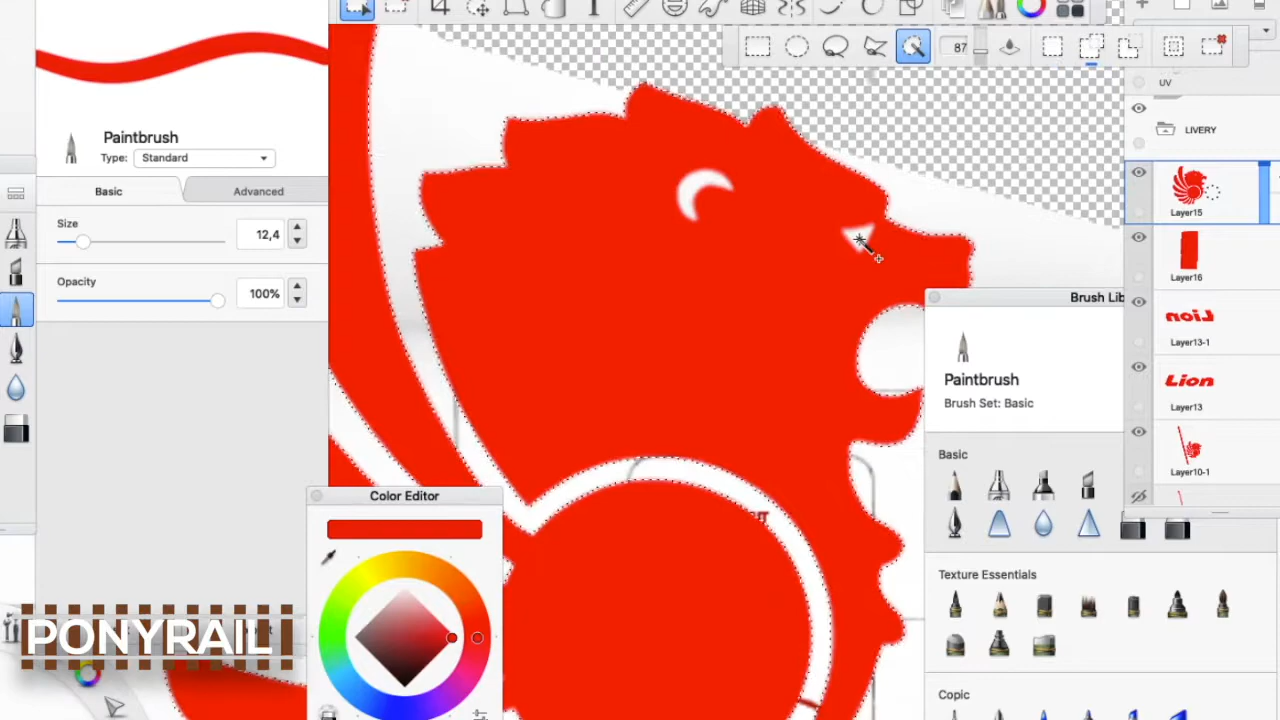 87
UV
Paintbrush
Type: Standard
LIVERY
Basic
Advanced
Layer15
Size
12,4
Layer16
Opacity
100%
Brush Lib
Lion
Layer13-1
Paintbrush
Brush Set: Basic
Lion
Layer13
Basic
Layer10-1
Color Editor
Texture Essentials
PONYRAIL
Copic